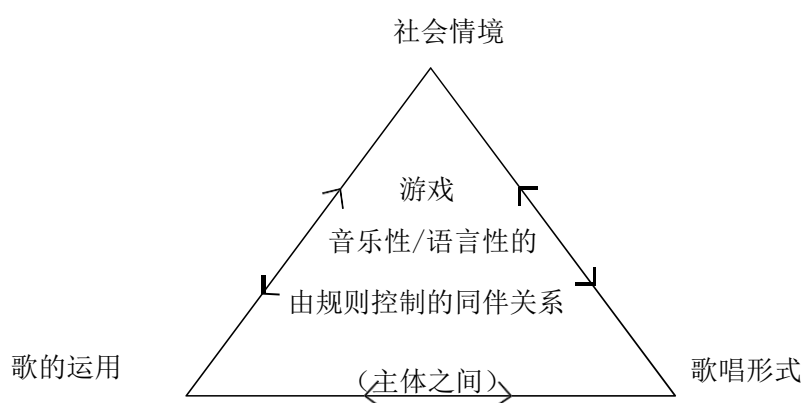 社会情境
游戏
音乐性/语言性的
由规则控制的同伴关系
歌的运用
歌唱形式
（主体之间）